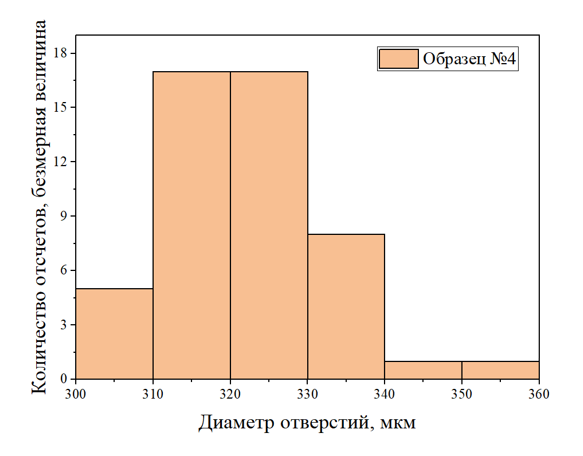 Количество отсчетов, безмерная величина
18
15
12
9
6
3
0
Образец №4
300 310 320 330 340 350 360
Диаметр отверстий, мкм